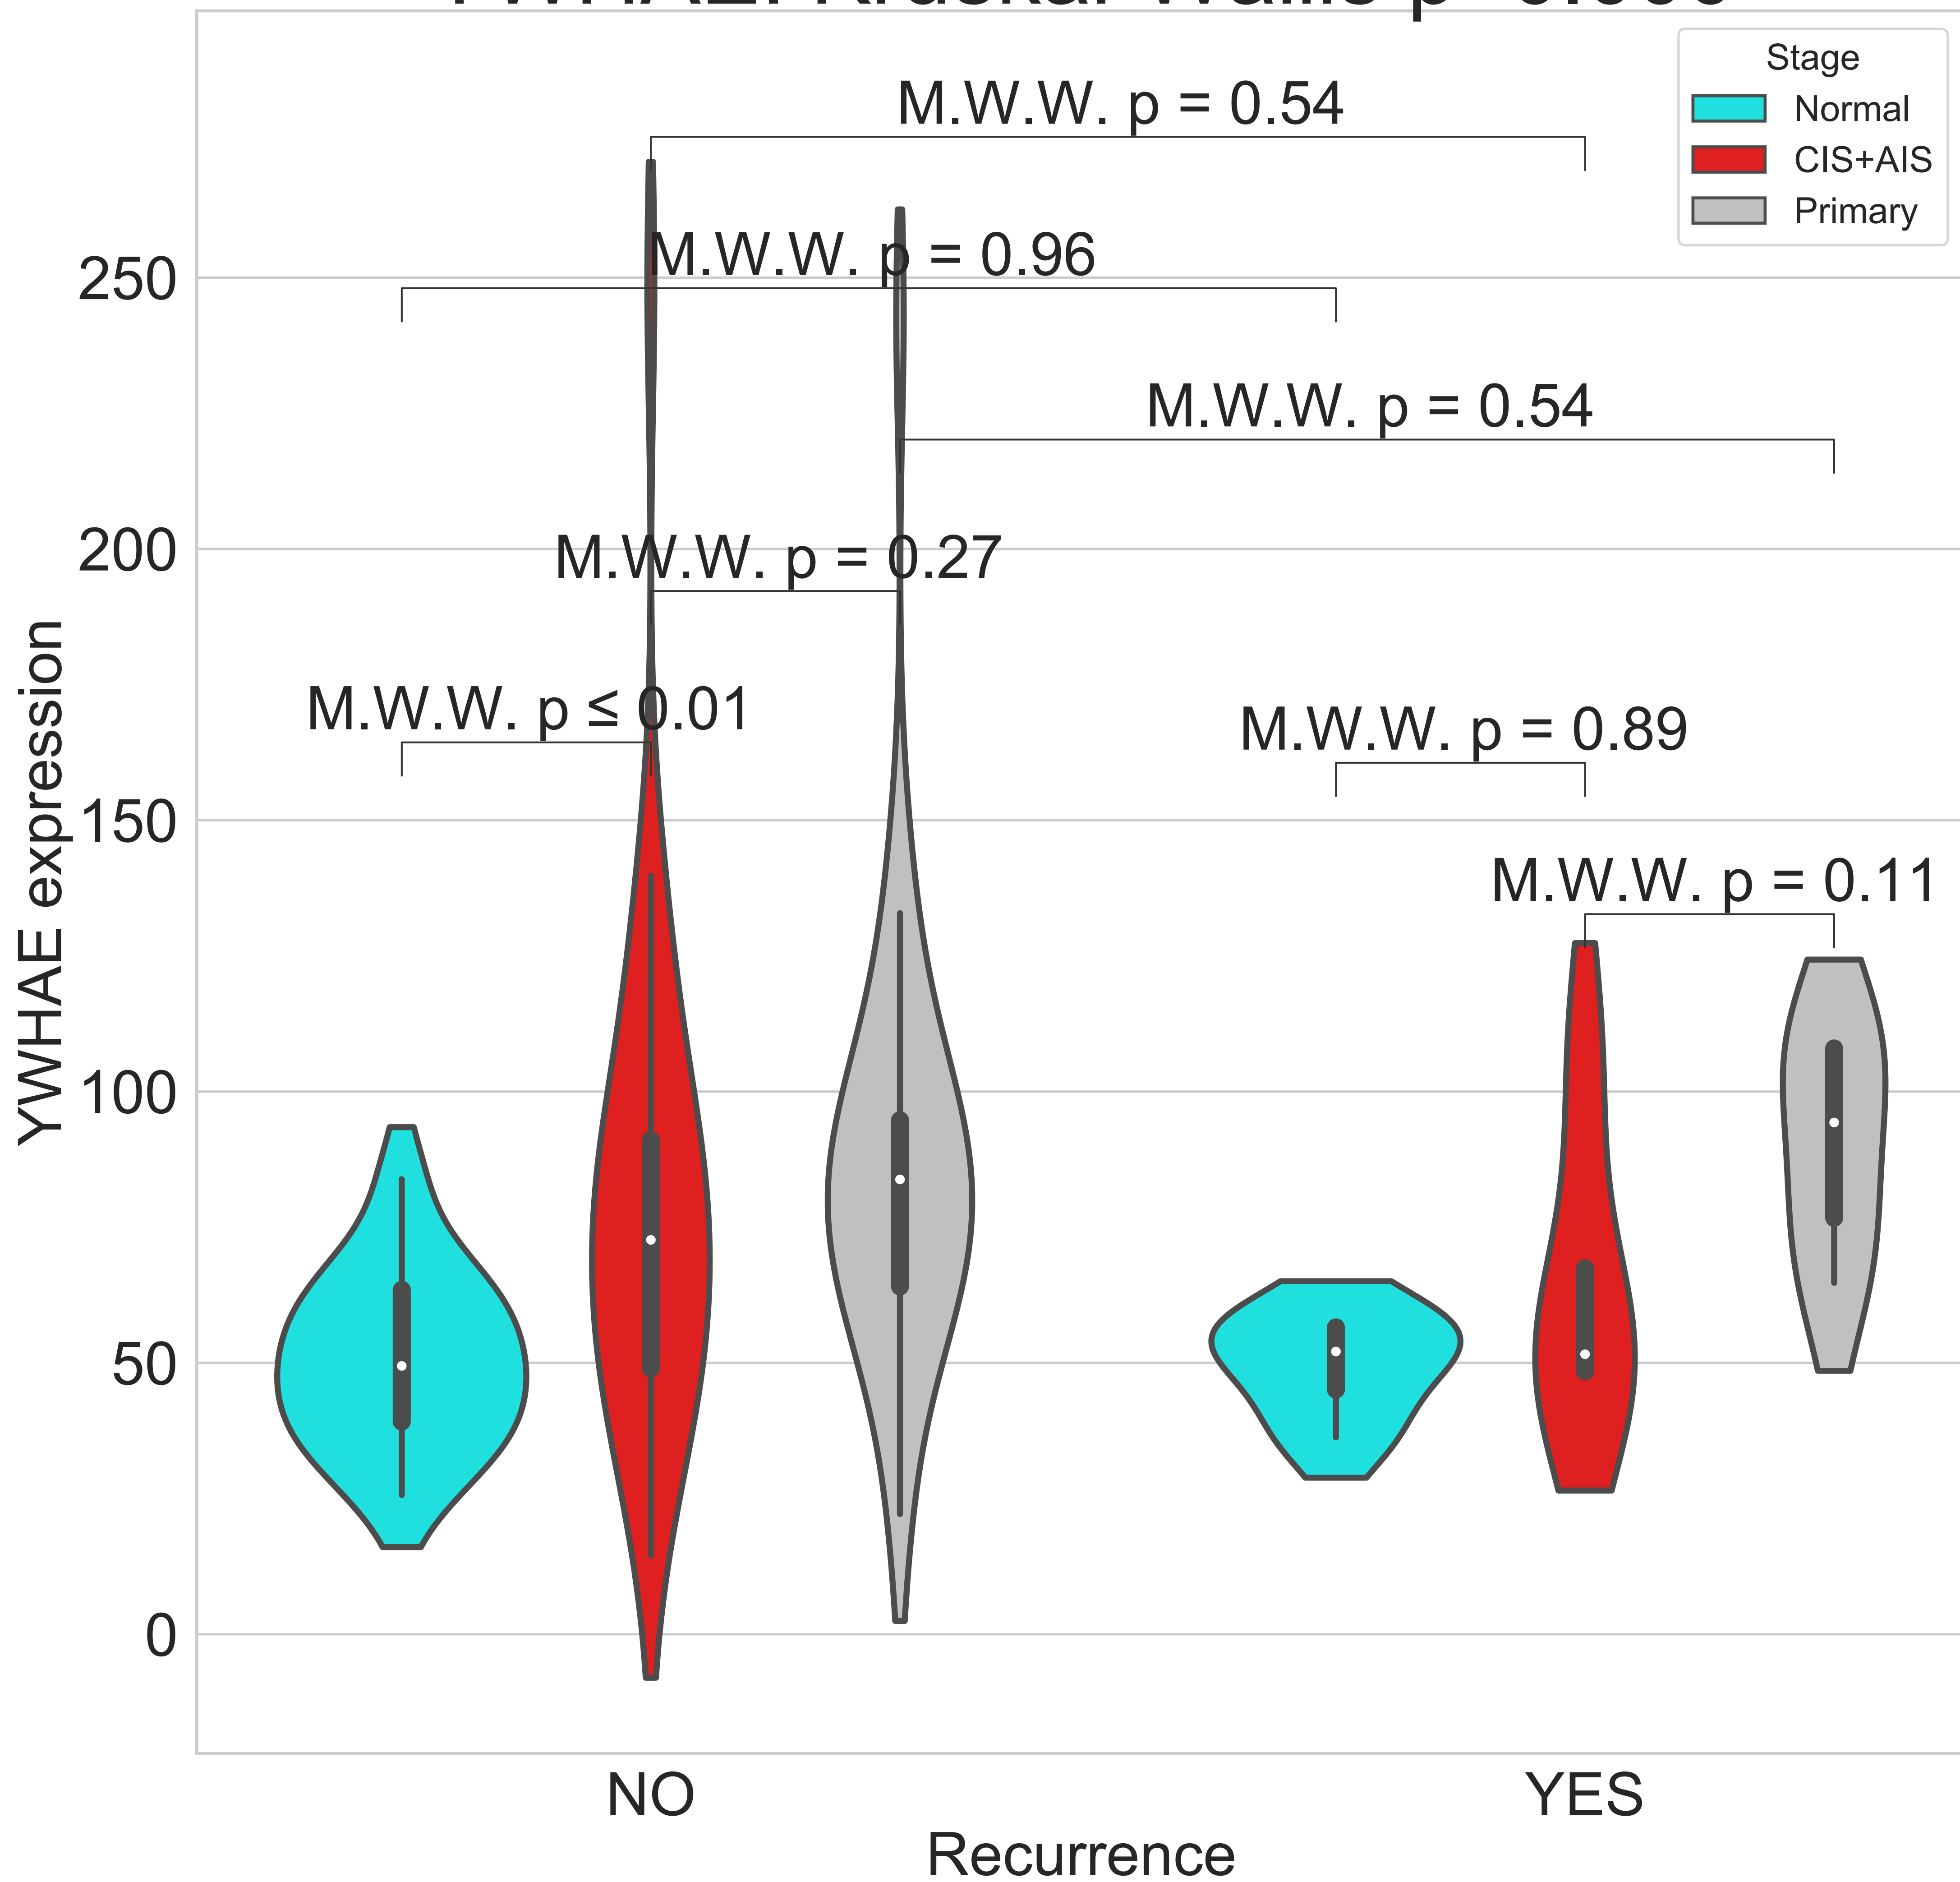 Stage
Normal
CIS+AIS
Primary
M.W.W. p = 0.54
M.W.W. p = 0.96
M.W.W. p = 0.54
M.W.W. p = 0.27
M.W.W. p ≤ 0.01
M.W.W. p = 0.89
M.W.W. p = 0.11
250
200
150
100
50
0
YWHAE expression
NO
YES
Recurrence